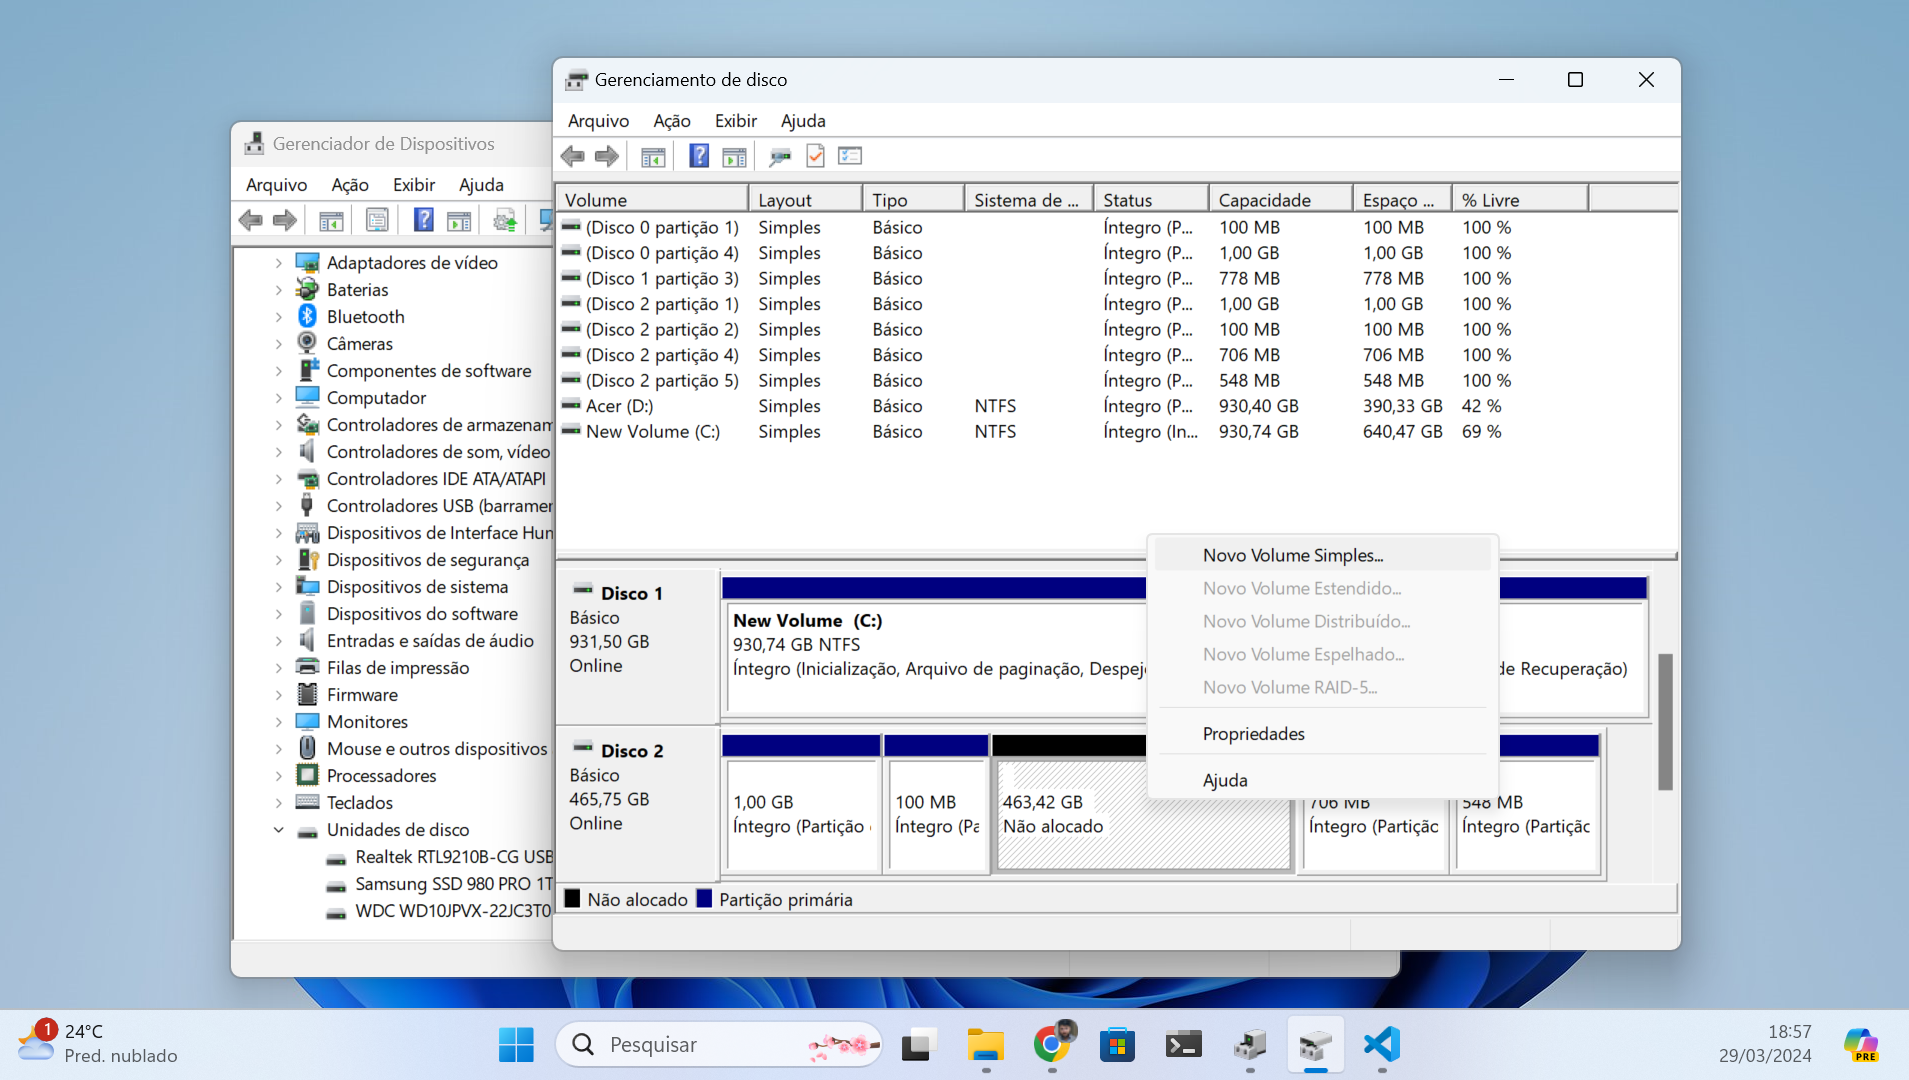 Gerenciamento de disco
Arquivo Ação Exibir Ajuda
Volume Layout Tipo Sistema de ... Status Capacidade Espaço ... % Livre
(Disco 0 partição 1) Simples Básico Íntegro (P... 100 MB 100 MB 100 %
(Disco 0 partição 4) Simples Básico Íntegro (P... 1,00 GB 1,00 GB 100 %
(Disco 1 partição 3) Simples Básico Íntegro (P... 778 MB 778 MB 100 %
(Disco 2 partição 1) Simples Básico Íntegro (P... 1,00 GB 1,00 GB 100 %
(Disco 2 partição 2) Simples Básico Íntegro (P... 100 MB 100 MB 100 %
(Disco 2 partição 4) Simples Básico Íntegro (P... 706 MB 706 MB 100 %
(Disco 2 partição 5) Simples Básico Íntegro (P... 548 MB 548 MB 100 %
Acer (D:) Simples Básico NTFS Íntegro (P... 930,40 GB 390,33 GB 42 %
New Volume (C:) Simples Básico NTFS Íntegro (In... 930,74 GB 640,47 GB 69 %
Disco 1
Básico
931,50 GB
Online
New Volume (C:)
930,74 GB NTFS
Íntegro (Inicialização, Arquivo de paginação, Despej
de Recuperação)
Disco 2
Básico
465,75 GB
Online
1,00 GB
Íntegro (Partição
100 MB
Íntegro (Pa
463,42 GB
Não alocado
706 MB
Íntegro (Partiçãc
548 MB
Íntegro (Partiçãc
Não alocado Partição primária
Novo Volume Simples...
Novo Volume Estendido...
Novo Volume Distribuído...
Novo Volume Espelhado...
Novo Volume RAID-5...
Propriedades
Ajuda
Gerenciador de Dispositivos
Arquivo Ação Exibir Ajuda
Adaptadores de vídeo
Baterias
Bluetooth
Câmeras
Componentes de software
Computador
Controladores de armazenam
Controladores de som, vídeo
Controladores IDE ATA/ATAPI
Controladores USB (barramer
Dispositivos de Interface Hun
Dispositivos de segurança
Dispositivos de sistema
Dispositivos do software
Entradas e saídas de áudio
Filas de impressão
Firmware
Monitores
Mouse e outros dispositivos
Processadores
Teclados
Unidades de disco
Realtek RTL9210B-CG USB
Samsung SSD 980 PRO 1T
WDC WD10JPVX-22JC3T0
1
24°C
Pred. nublado
Pesquisar
18:57
29/03/2024
PRE